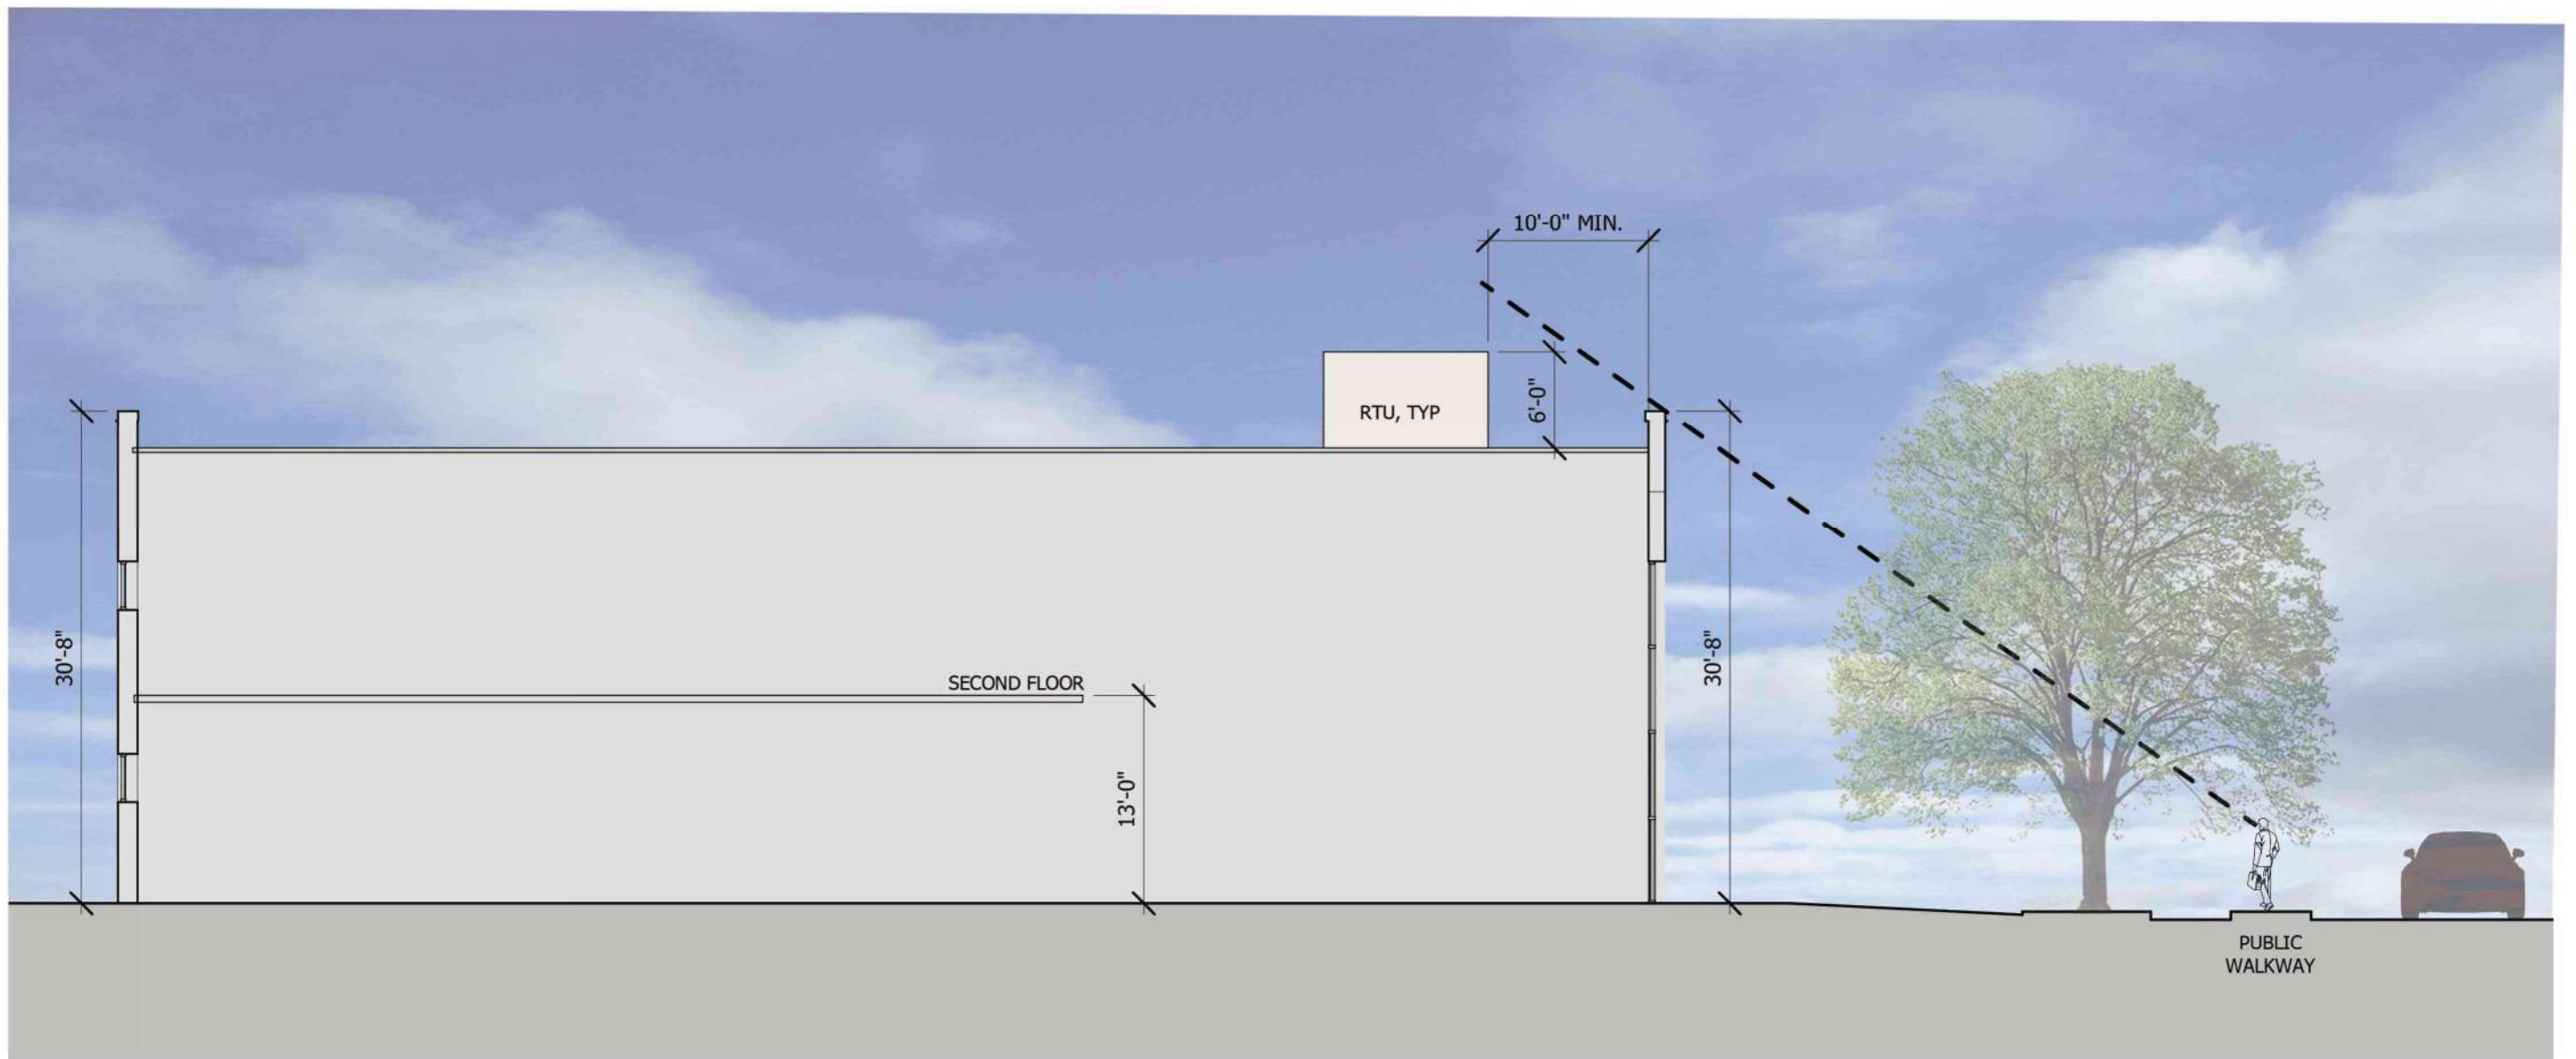 10'-0" MIN.
6'-0"
RTU, TYP
30'-8"
30'-8"
SECOND FLOOR
13'-0"
PUBLIC
WALKWAY